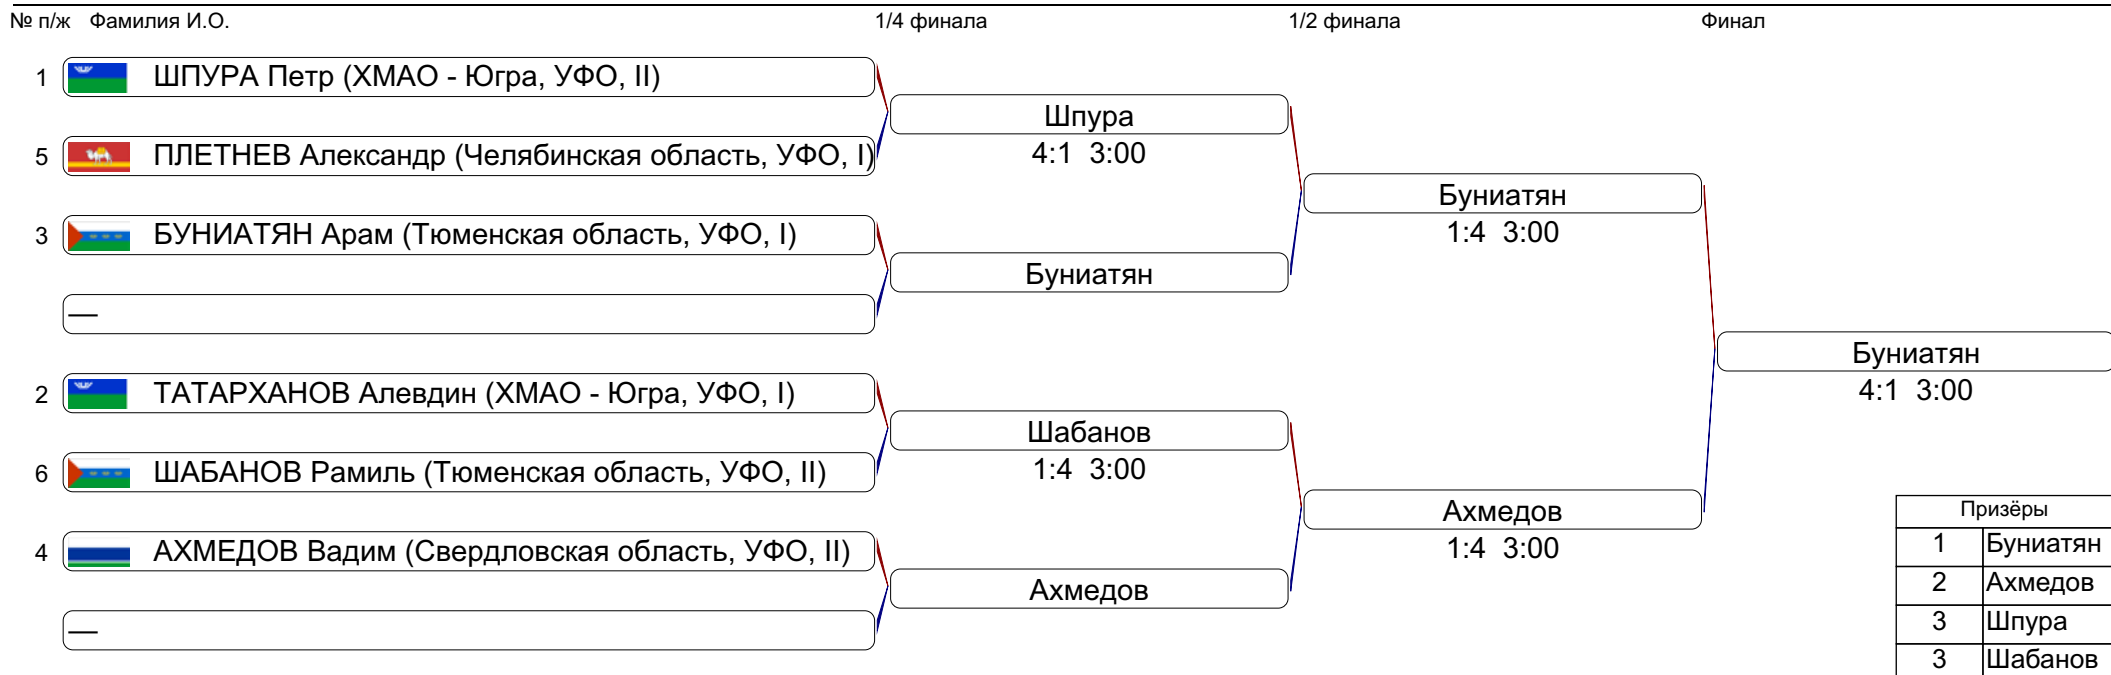 № п/ж Фамилия И.О. 1/4 финала 1/2 финала Финал
1 ШПУРА Петр (ХМАО - Югра, УФО, II)
Шпура
4:1 3:00
5 ПЛЕТНЕВ Александр (Челябинская область, УФО, I)
Буниатян
1:4 3:00
3 БУНИАТЯН Арам (Тюменская область, УФО, I)
Буниатян
—
Буниатян
4:1 3:00
2 ТАТАРХАНОВ Алевдин (ХМАО - Югра, УФО, I)
Шабанов
1:4 3:00
6 ШАБАНОВ Рамиль (Тюменская область, УФО, II)
Ахмедов
1:4 3:00
4 АХМЕДОВ Вадим (Свердловская область, УФО, II)
Ахмедов
—
Призёры
1 Буниатян
2 Ахмедов
3 Шпура
3 Шабанов